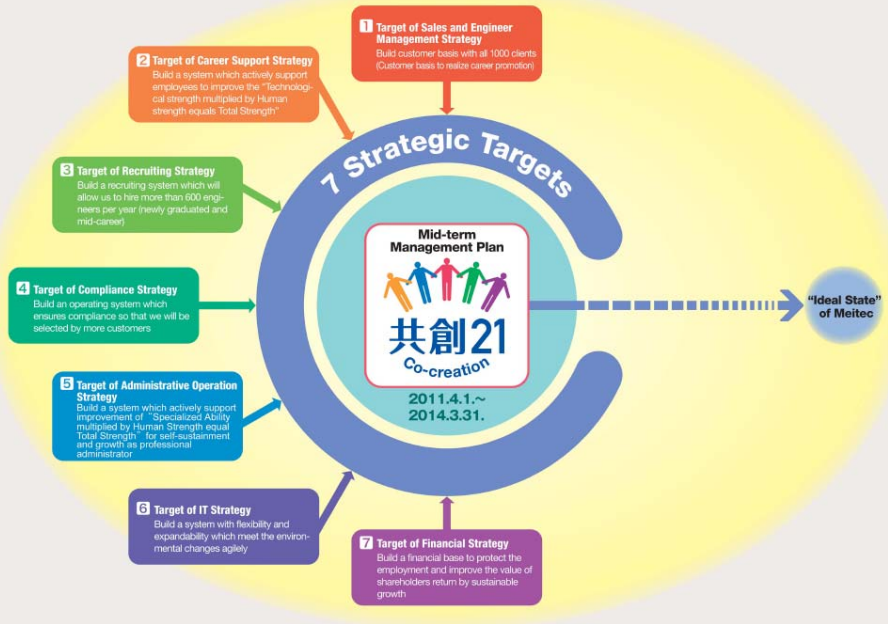 1 Target of Sales and Engineer
Management Strategy
Build customer basis with all 1000 clients
(Customer basis to realize career promotion)
2 Target of Career Support Strategy
Build a system which actively support
employees to improve the "Technologi-
cal strength multiplied by Human
strength equals Total Strength"
3 Target of Recruiting Strategy
Build a recruiting system which will
allow us to hire more than 600 engi-
neers per year (newly graduated and
mid-career)
4 Target of Compliance Strategy
Build an operating system which
ensures compliance so that we will be
selected by more customers
5 Target of Administrative Operation
Strategy
Build a system which actively support
improvement of "Specialized Ability
multiplied by Human Strength equal
Total Strength" for self-sustainment
and growth as professional
administrator
6 Target of IT Strategy
Build a system with flexibility and
expandability which meet the environ-
mental changes agilely
7 Target of Financial Strategy
Build a financial base to protect the
employment and improve the value of
shareholders return by sustainable
growth
7 Strategic Targets
Mid-term
Management Plan
共創21
Co-creation
2011.4.1.~
2014.3.31.
"Ideal State"
of Meitec